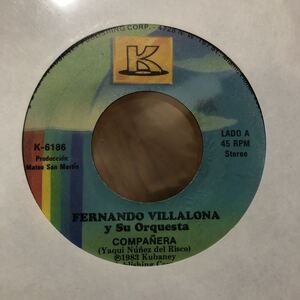 K
K-6186
Producción:
Mateo San Martín
LADO A
45 RPM
Stereo
FERNANDO VILLALONA
y Su Orquesta
COMPAÑERA
(Yaqui Núñez del Risco)
℗1983 Kubaney